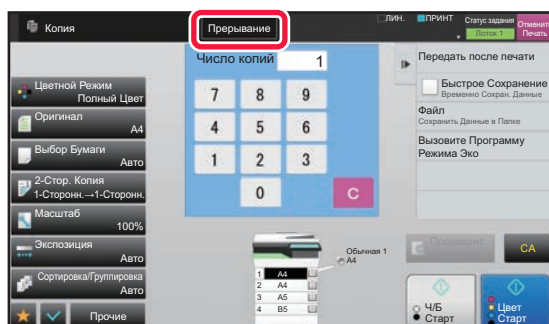 Копия
Прерывание
ЛИН.
ПРИНТ
Статус задания
Лоток 1
Отменит
Печать
Число копий 1
7 8 9
4 5 6
1 2 3
0 C
Цветной Режим
Полный Цвет
Оригинал
A4
Выбор Бумаги
Авто
2-Стор. Копия
1-Сторонн.→1-Сторонн.
Масштаб
100%
Экспозиция
Авто
Сортировка/Группировка
Авто
Прочие
Обычная 1
A4
1 A4
2 A4
3 A5
4 B5
Передать после печати
Быстрое Сохранение
Временно Сохран. Данные
Файл
Сохранить Данные в Папке
Вызовите Программу
Режима Эко
Предварит.
CA
Ч/Б
Старт
Цвет
Старт